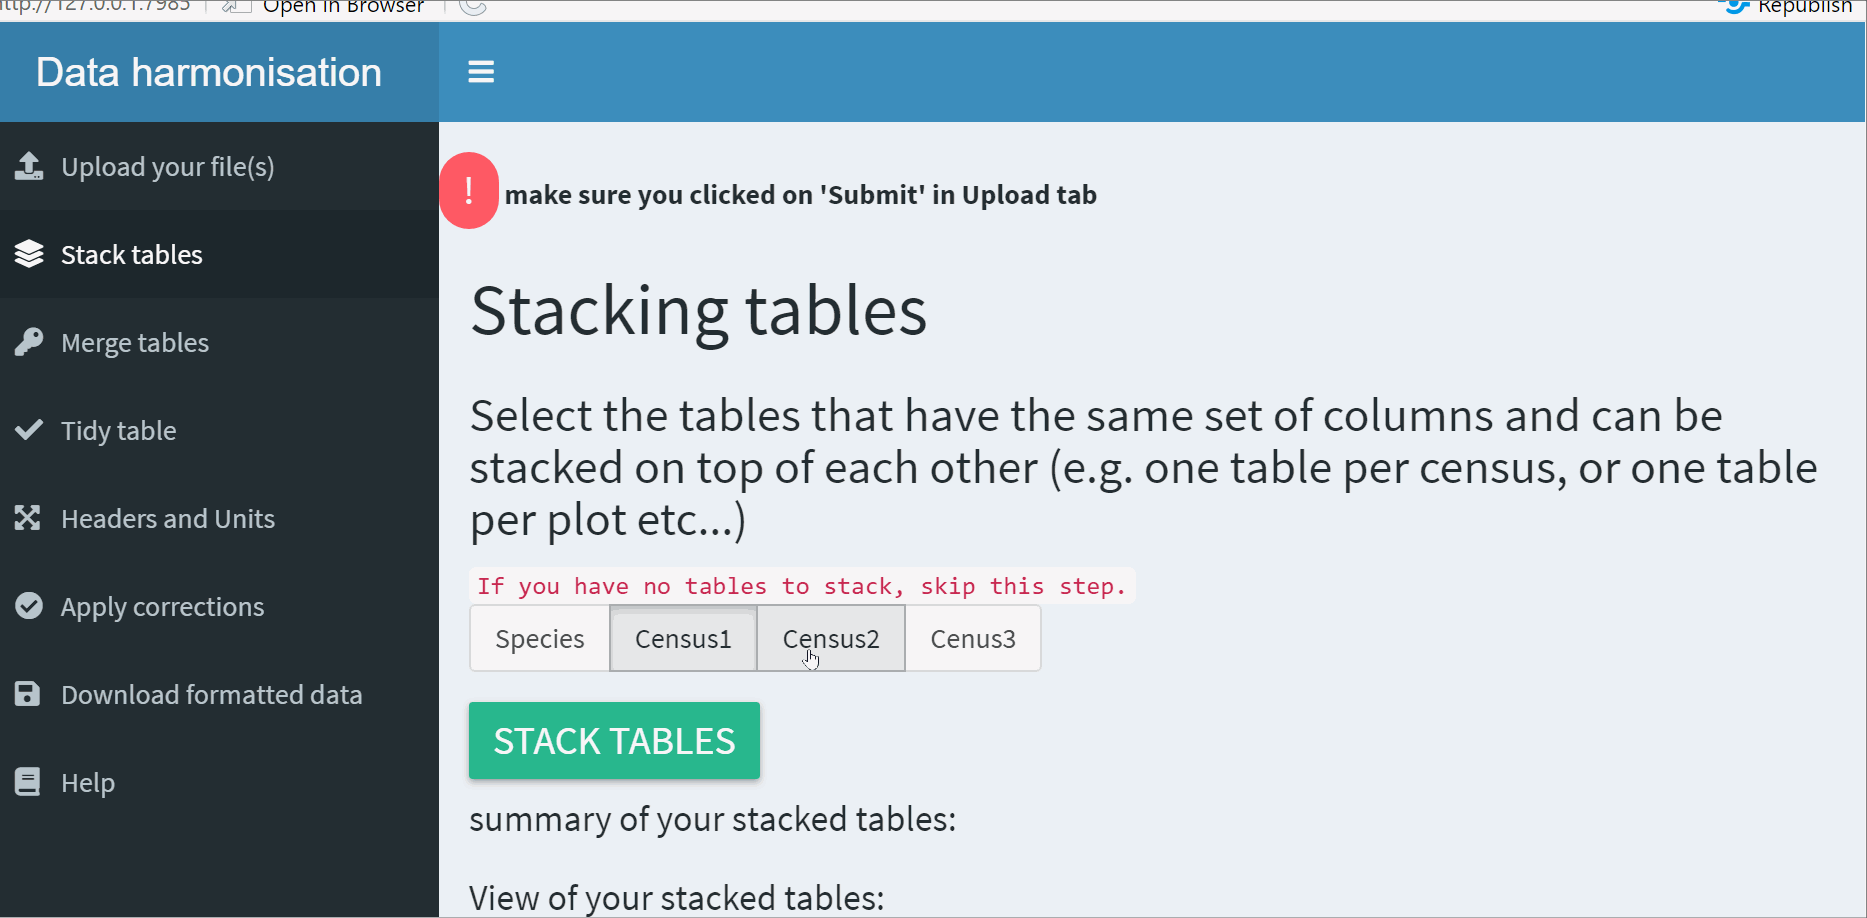 http://127.0.0.1:7985
Open in Browser
Republish
Data harmonisation
Upload your file(s)
Stack tables
Merge tables
Tidy table
Headers and Units
Apply corrections
Download formatted data
Help
! make sure you clicked on 'Submit' in Upload tab
Stacking tables
Select the tables that have the same set of columns and can be
stacked on top of each other (e.g. one table per census, or one table
per plot etc...)
If you have no tables to stack, skip this step.
Species Census1 Census2 Cenus3
STACK TABLES
summary of your stacked tables:
View of your stacked tables: